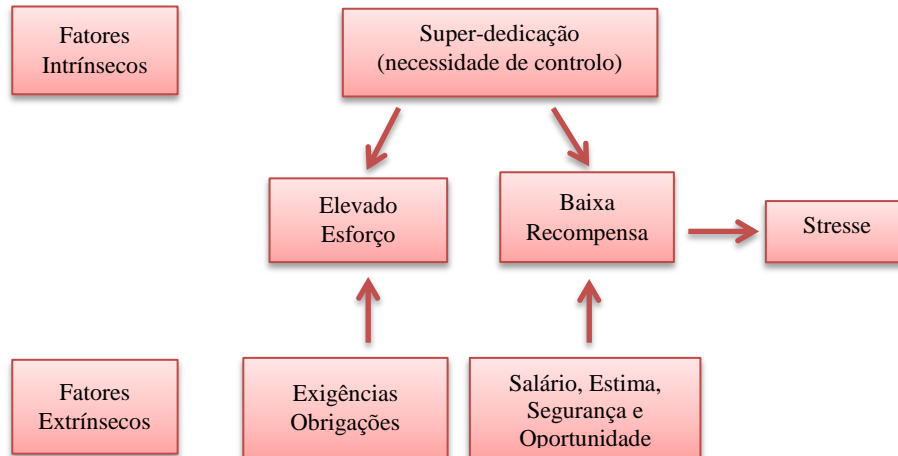 Fatores
Intrínsecos
Super-dedicação
(necessidade de controlo)
Elevado
Esforço
Baixa
Recompensa
Stresse
Fatores
Extrínsecos
Exigências
Obrigações
Salário, Estima,
Segurança e
Oportunidade